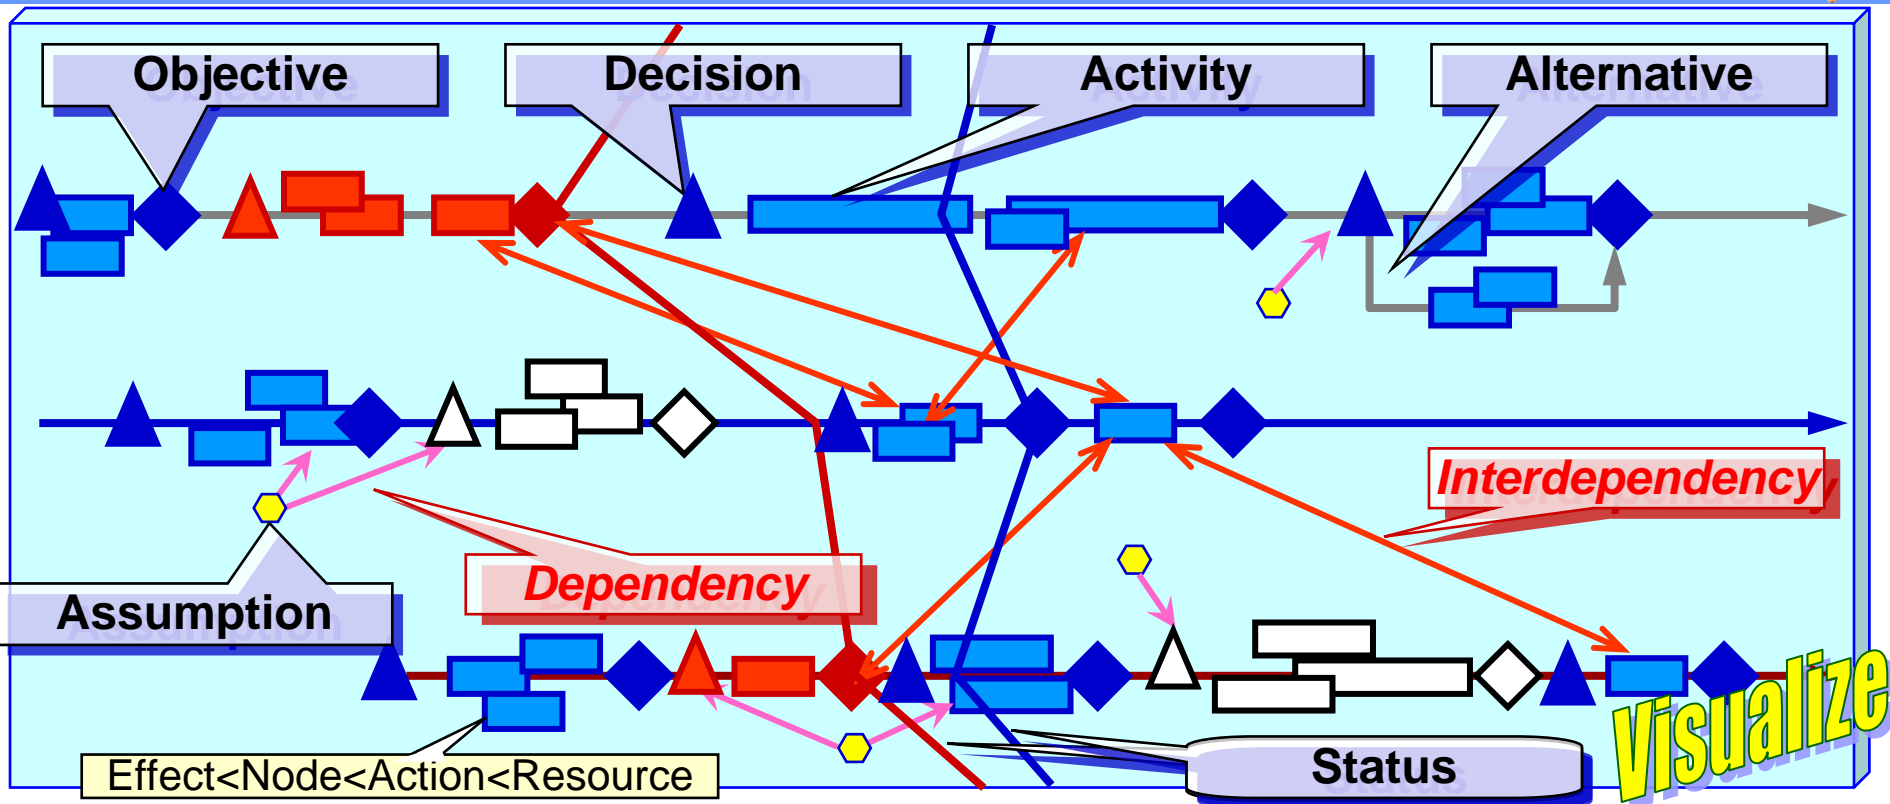 Objective
Decision
Activity
Alternative
Interdependency
Dependency
Assumption
Effect<Node<Action<Resource
Status
Visualize